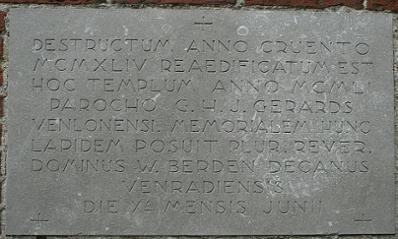 DESTRUCTUM ANNO CRUENTO
MCMXLIV REAEDIFICATUM EST
HOC TEMPLUM ANNO MCMLI
PAROCHO G. H. J. GERARDS
VENLONENSI. MEMORIALEM HUNC
LAPIDEM POSUIT PLUR. REVER.
DOMINUS W. BERDEN DECANUS
VENRADIENSIS
DIE Va MENSIS JUNII